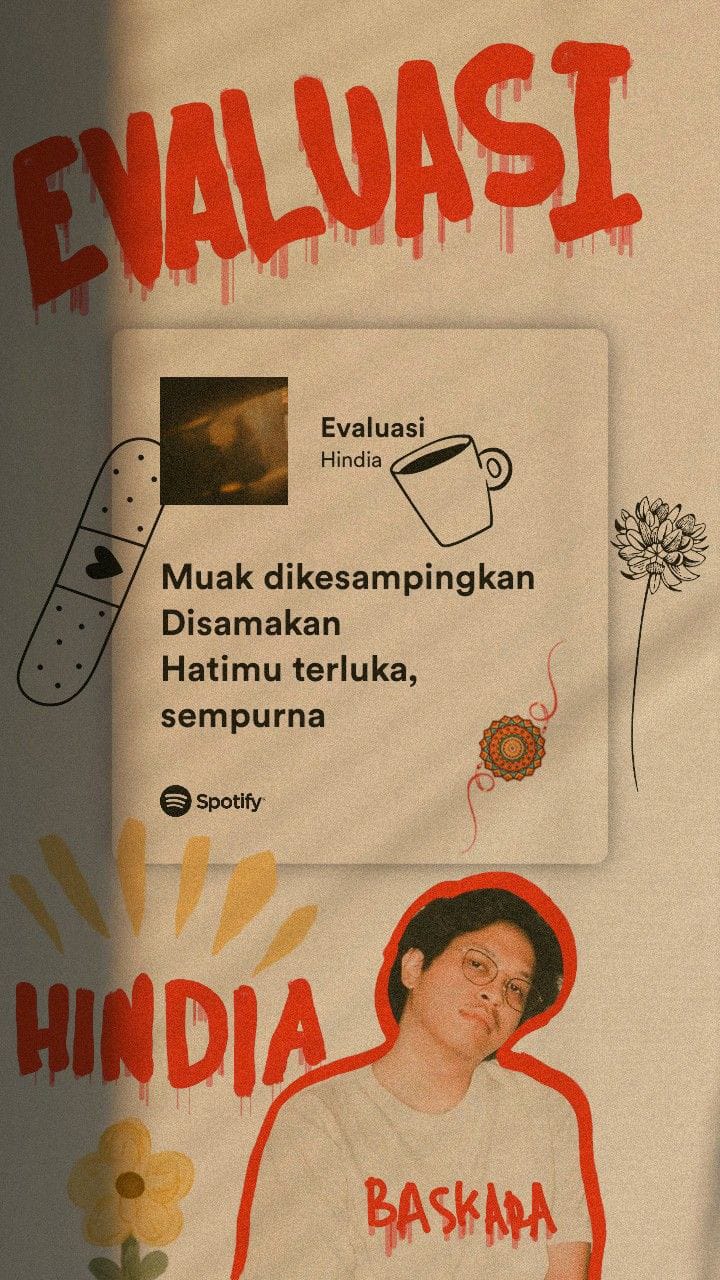 EVALUASI
Evaluasi
Hindia
Muak dikesampingkan
Disamakan
Hatimu terluka,
sempurna
Spotify
HINDIA
BASKARA